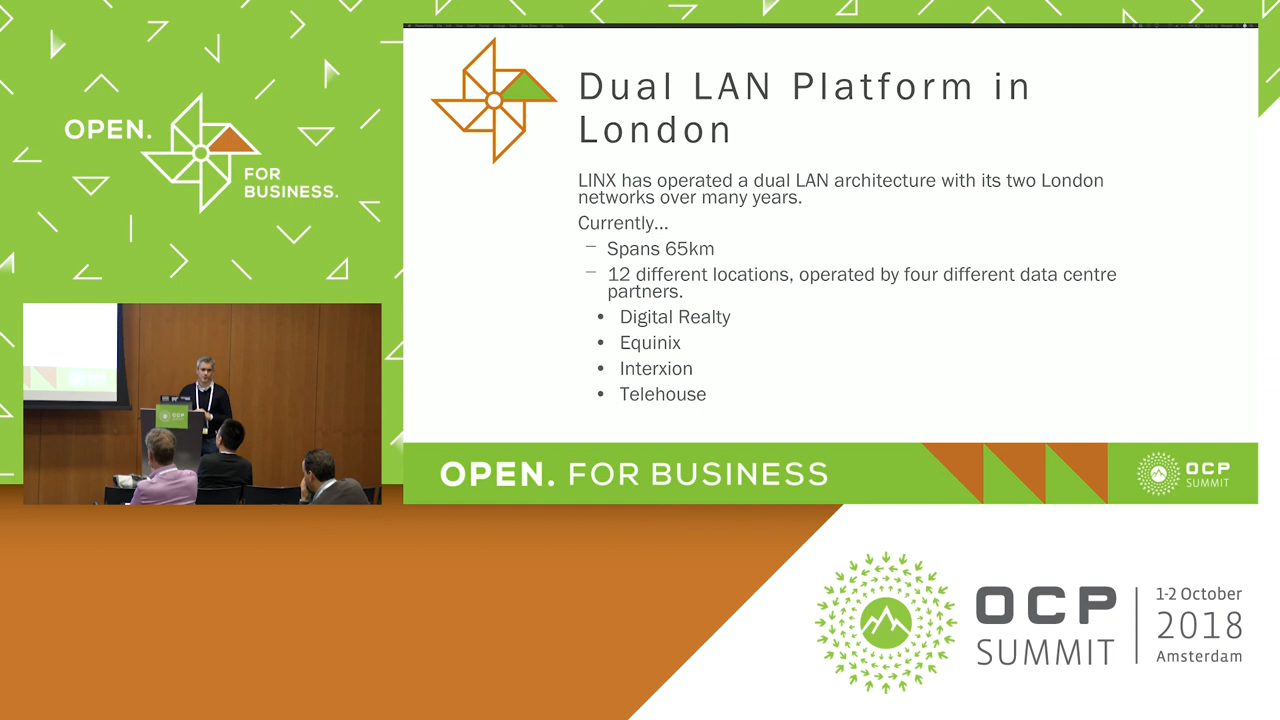 OPEN.
FOR
BUSINESS.
Dual LAN Platform in
London
LINX has operated a dual LAN architecture with its two London
networks over many years.
Currently...
– Spans 65km
– 12 different locations, operated by four different data centre
partners.
• Digital Realty
• Equinix
• Interxion
• Telehouse
OPEN. FOR BUSINESS
OCP
SUMMIT
OCP
OCP
SUMMIT
1-2 October
2018
Amsterdam